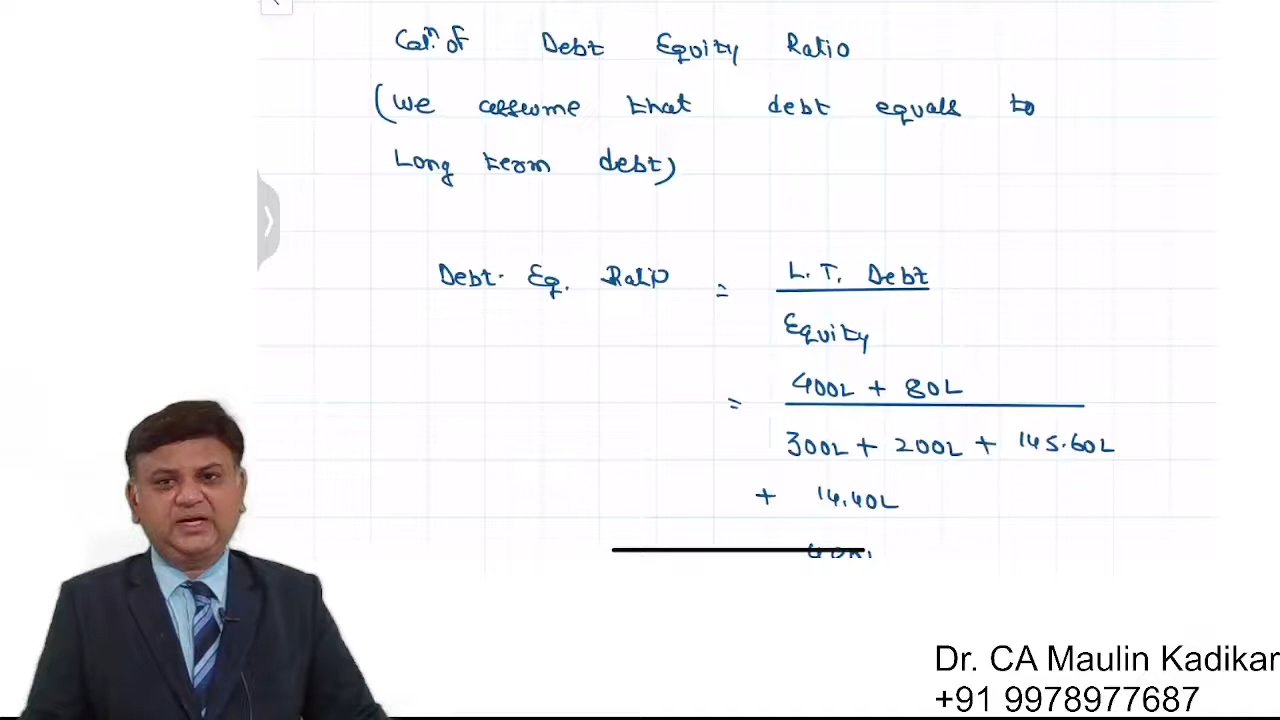 Calⁿ. of Debt Equity Ratio
(We assume that debt equals to
Long term debt)
Debt. Eq. Ratio = L.T. Debt
Equity
= 400L + 80L
300L + 200L + 145.60L
+ 14.40L
Dr. CA Maulin Kadikar
+91 9978977687